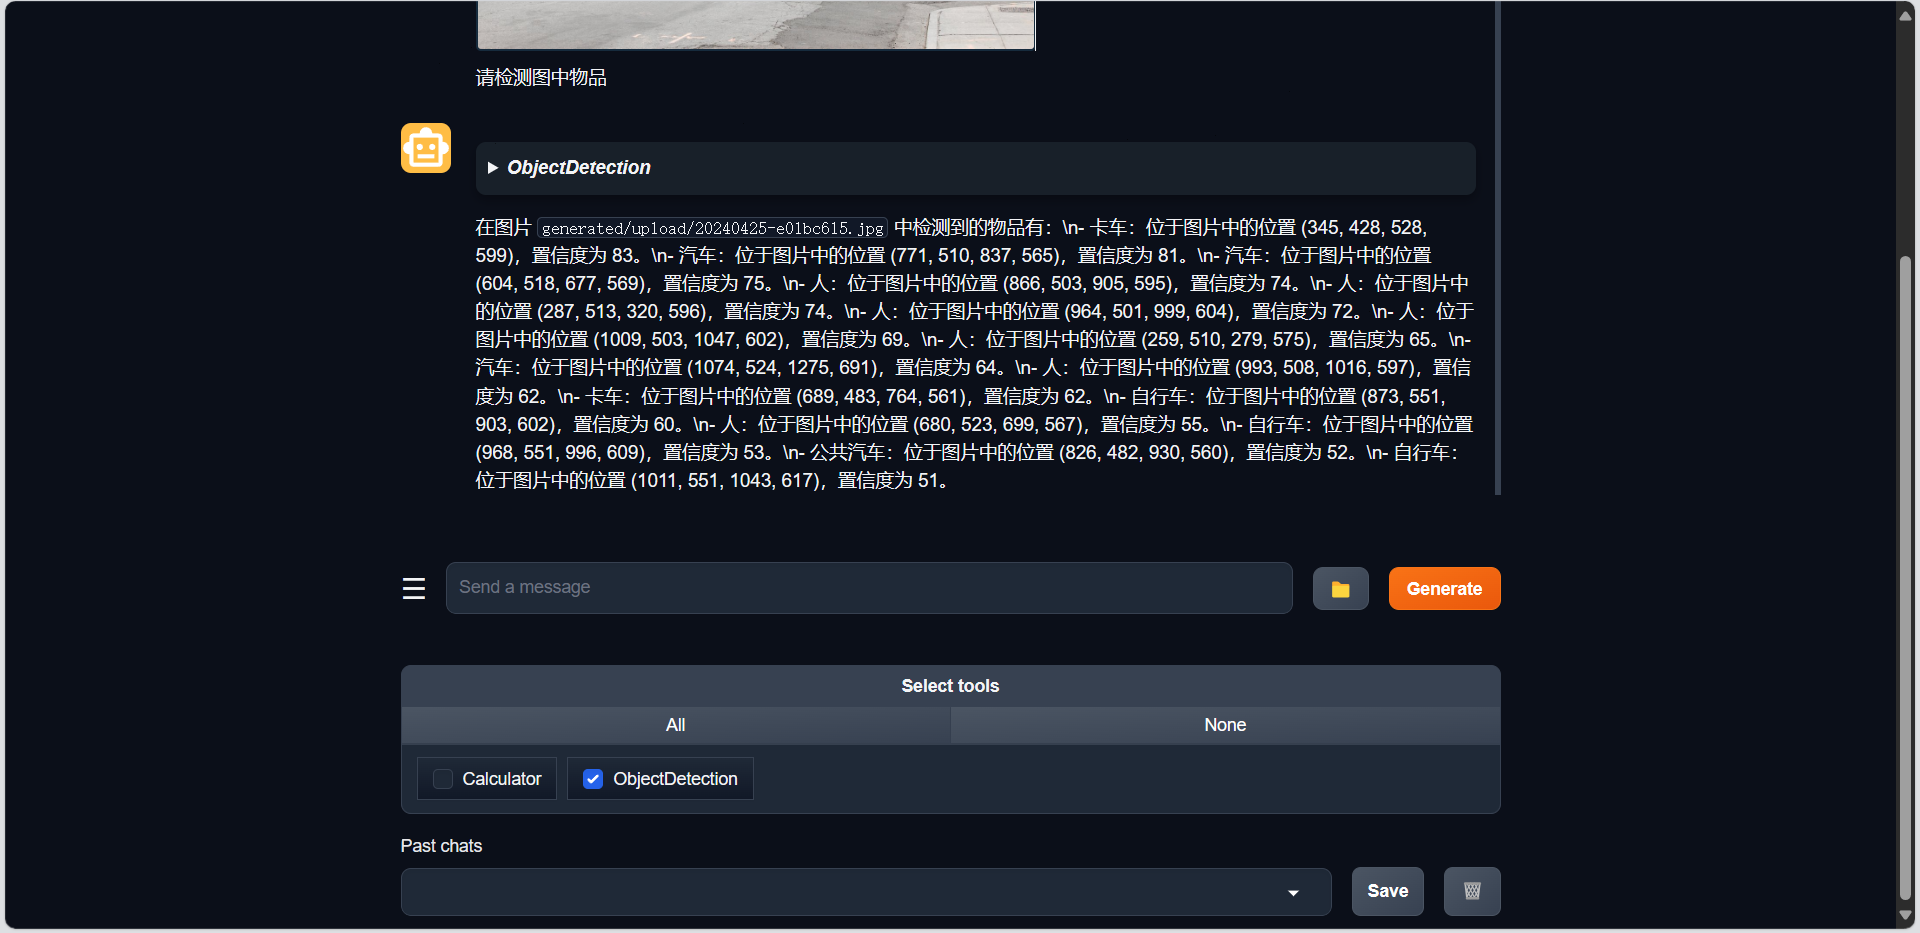 请检测图中物品
ObjectDetection
在图片 generated/upload/20240425-e01bc615.jpg 中检测到的物品有：\n- 卡车：位于图片中的位置 (345, 428, 528,
599)，置信度为 83。\n- 汽车：位于图片中的位置 (771, 510, 837, 565)，置信度为 81。\n- 汽车：位于图片中的位置
(604, 518, 677, 569)，置信度为 75。\n- 人：位于图片中的位置 (866, 503, 905, 595)，置信度为 74。\n- 人：位于图片中
的位置 (287, 513, 320, 596)，置信度为 74。\n- 人：位于图片中的位置 (964, 501, 999, 604)，置信度为 72。\n- 人：位于
图片中的位置 (1009, 503, 1047, 602)，置信度为 69。\n- 人：位于图片中的位置 (259, 510, 279, 575)，置信度为 65。\n-
汽车：位于图片中的位置 (1074, 524, 1275, 691)，置信度为 64。\n- 人：位于图片中的位置 (993, 508, 1016, 597)，置信
度为 62。\n- 卡车：位于图片中的位置 (689, 483, 764, 561)，置信度为 62。\n- 自行车：位于图片中的位置 (873, 551,
903, 602)，置信度为 60。\n- 人：位于图片中的位置 (680, 523, 699, 567)，置信度为 55。\n- 自行车：位于图片中的位置
(968, 551, 996, 609)，置信度为 53。\n- 公共汽车：位于图片中的位置 (826, 482, 930, 560)，置信度为 52。\n- 自行车：
位于图片中的位置 (1011, 551, 1043, 617)，置信度为 51。
Send a message
Generate
Select tools
All
None
Calculator
ObjectDetection
Past chats
Save